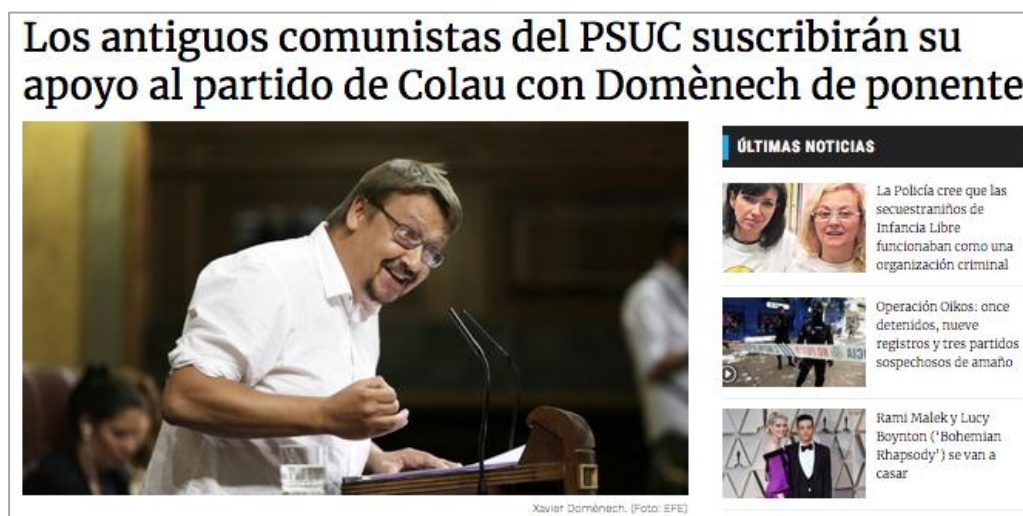 Los antiguos comunistas del PSUC suscribirán su
apoyo al partido de Colau con Domènech de ponente
Xavier Domènech. (Foto: EFE)
ÚLTIMAS NOTICIAS
La Policía cree que las
secuestraniños de
Infancia Libre
funcionaban como una
organización criminal
Operación Oikos: once
detenidos, nueve
registros y tres partidos
sospechosos de amaño
Rami Malek y Lucy
Boynton (‘Bohemian
Rhapsody’) se van a
casar